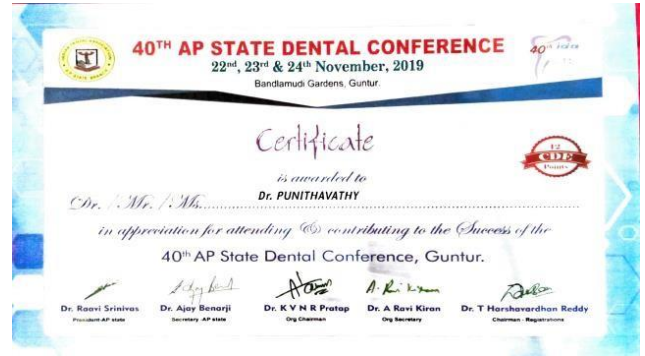 40TH AP STATE DENTAL CONFERENCE
22nd, 23rd & 24th November, 2019
Bandlamudi Gardens, Guntur.
40th
Certificate
12
CDE
Points
is awarded to
Dr. / Mr. / Ms. Dr. PUNITHAVATHY
in appreciation for attending & contributing to the Success of the
40th AP State Dental Conference, Guntur.
Dr. Raavi Srinivas Dr. Ajay Benarji Dr. K V N R Pratap Dr. A Ravi Kiran Dr. T Harshavardhan Reddy
President-AP state Secretary -AP state Org Chairman Org Secretary Chairman - Registrations